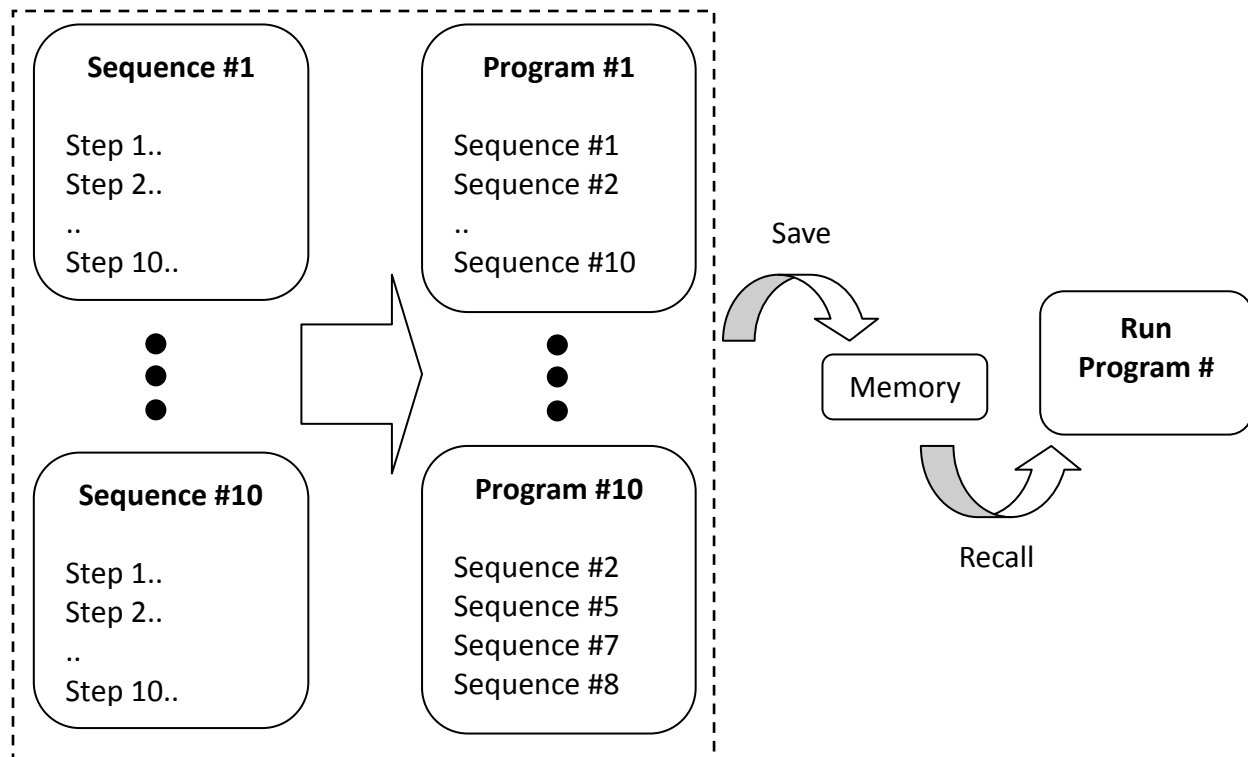 Sequence #1
Step 1..
Step 2..
..
Step 10..
Program #1
Sequence #1
Sequence #2
..
Sequence #10
Sequence #10
Step 1..
Step 2..
..
Step 10..
Program #10
Sequence #2
Sequence #5
Sequence #7
Sequence #8
Save
Memory
Recall
Run
Program #